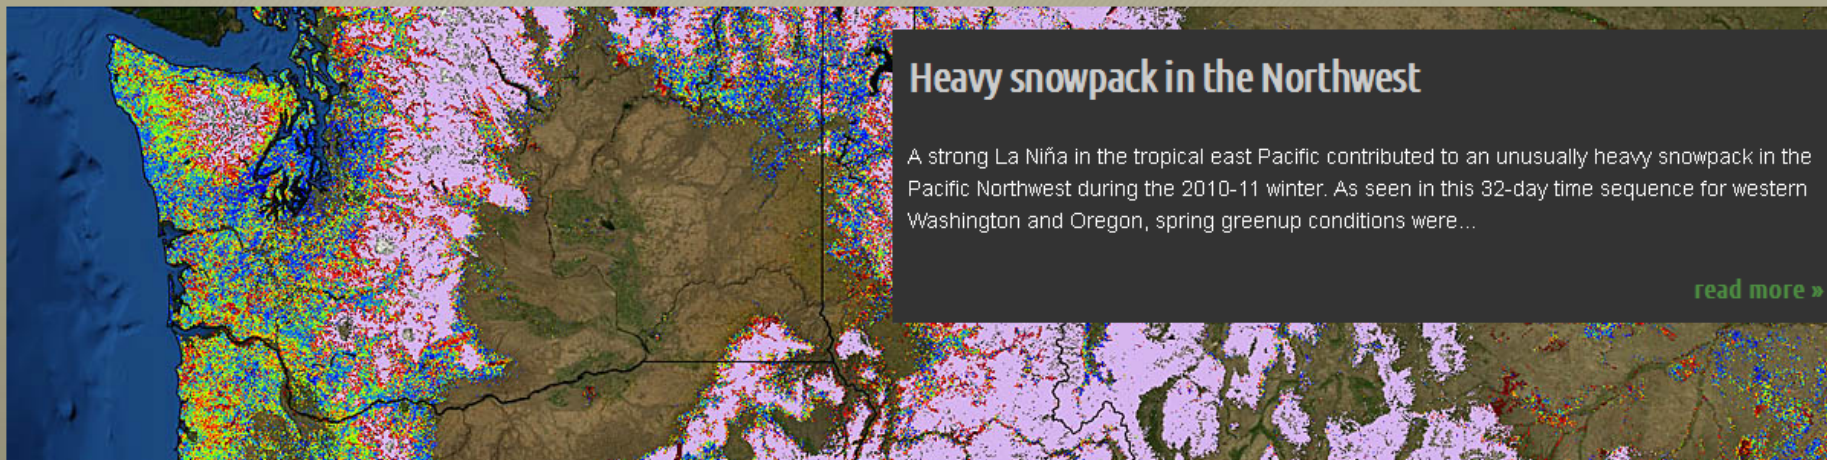 Heavy snowpack in the Northwest
A strong La Niña in the tropical east Pacific contributed to an unusually heavy snowpack in the
Pacific Northwest during the 2010-11 winter. As seen in this 32-day time sequence for western
Washington and Oregon, spring greenup conditions were...
read more »